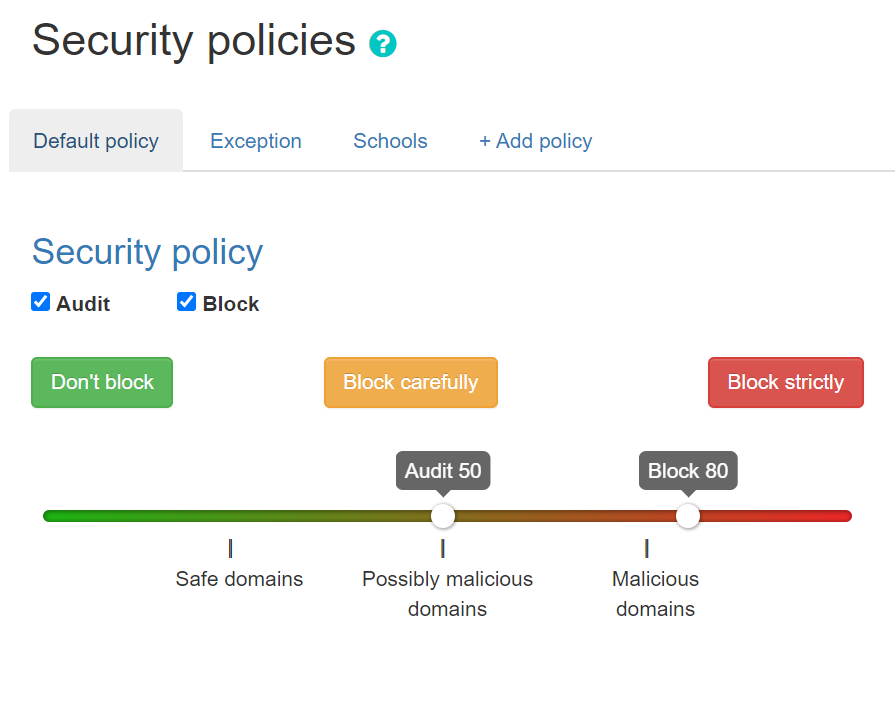 Security policies ?
Default policy
Exception
Schools
+ Add policy
Security policy
Audit
Block
Don't block
Block carefully
Block strictly
Audit 50
Block 80
Safe domains
Possibly malicious
domains
Malicious
domains